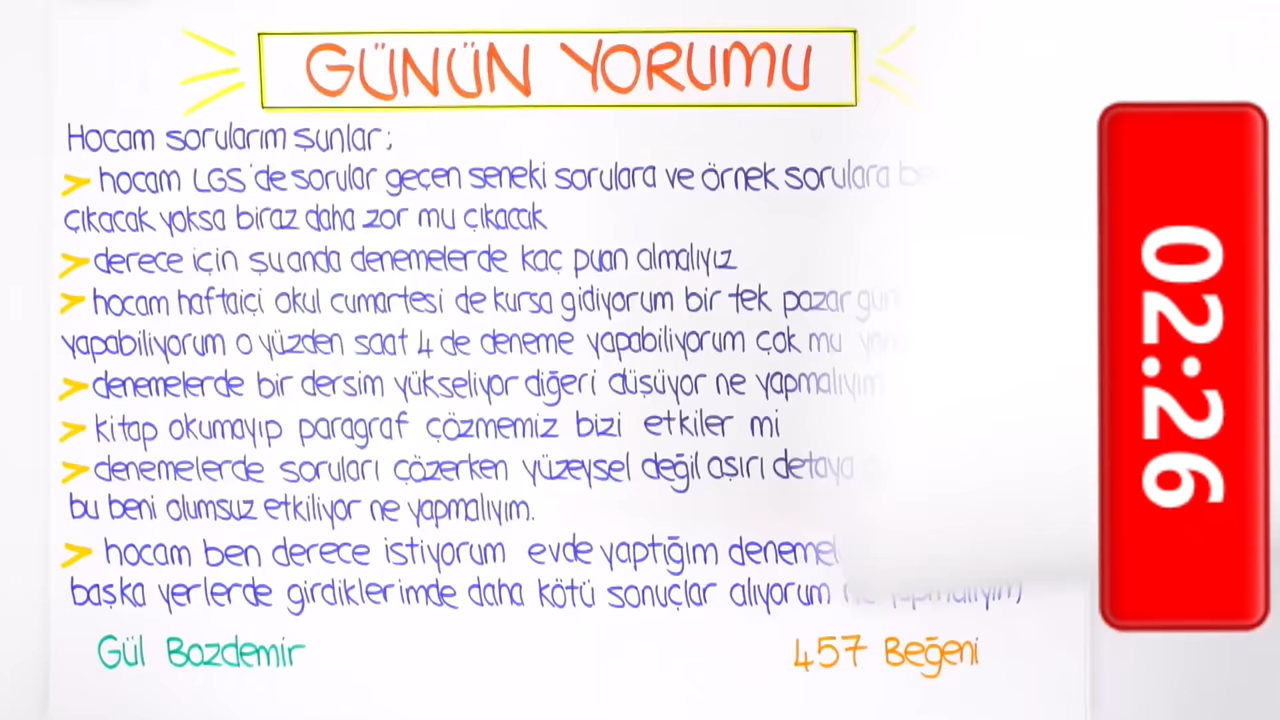 GÜNÜN YORUMU
Hocam sorularım şunlar;
➤ hocam LGS'de sorular geçen seneki sorulara ve örnek sorulara
çıkacak yoksa biraz daha zor mu çıkacak
➤ derece için şuanda denemelerde kaç puan almalıyız
➤ hocam haftaiçi okul cumartesi de kursa gidiyorum bir tek pazar
yapabiliyorum o yüzden saat 4 de deneme yapabiliyorum çok mu
➤ denemelerde bir dersim yükseliyor diğeri düşüyor ne yapmalıyım
➤ kitap okumayıp paragraf çözmemiz bizi etkiler mi
➤ denemelerde soruları çözerken yüzeysel değil aşırı detaya
bu beni olumsuz etkiliyor ne yapmalıyım.
➤ hocam ben derece istiyorum evde yaptığım
başka yerlerde girdiklerimde daha kötü sonuçlar alıyorum
Gül Bozdemir
457 Beğeni
02:26